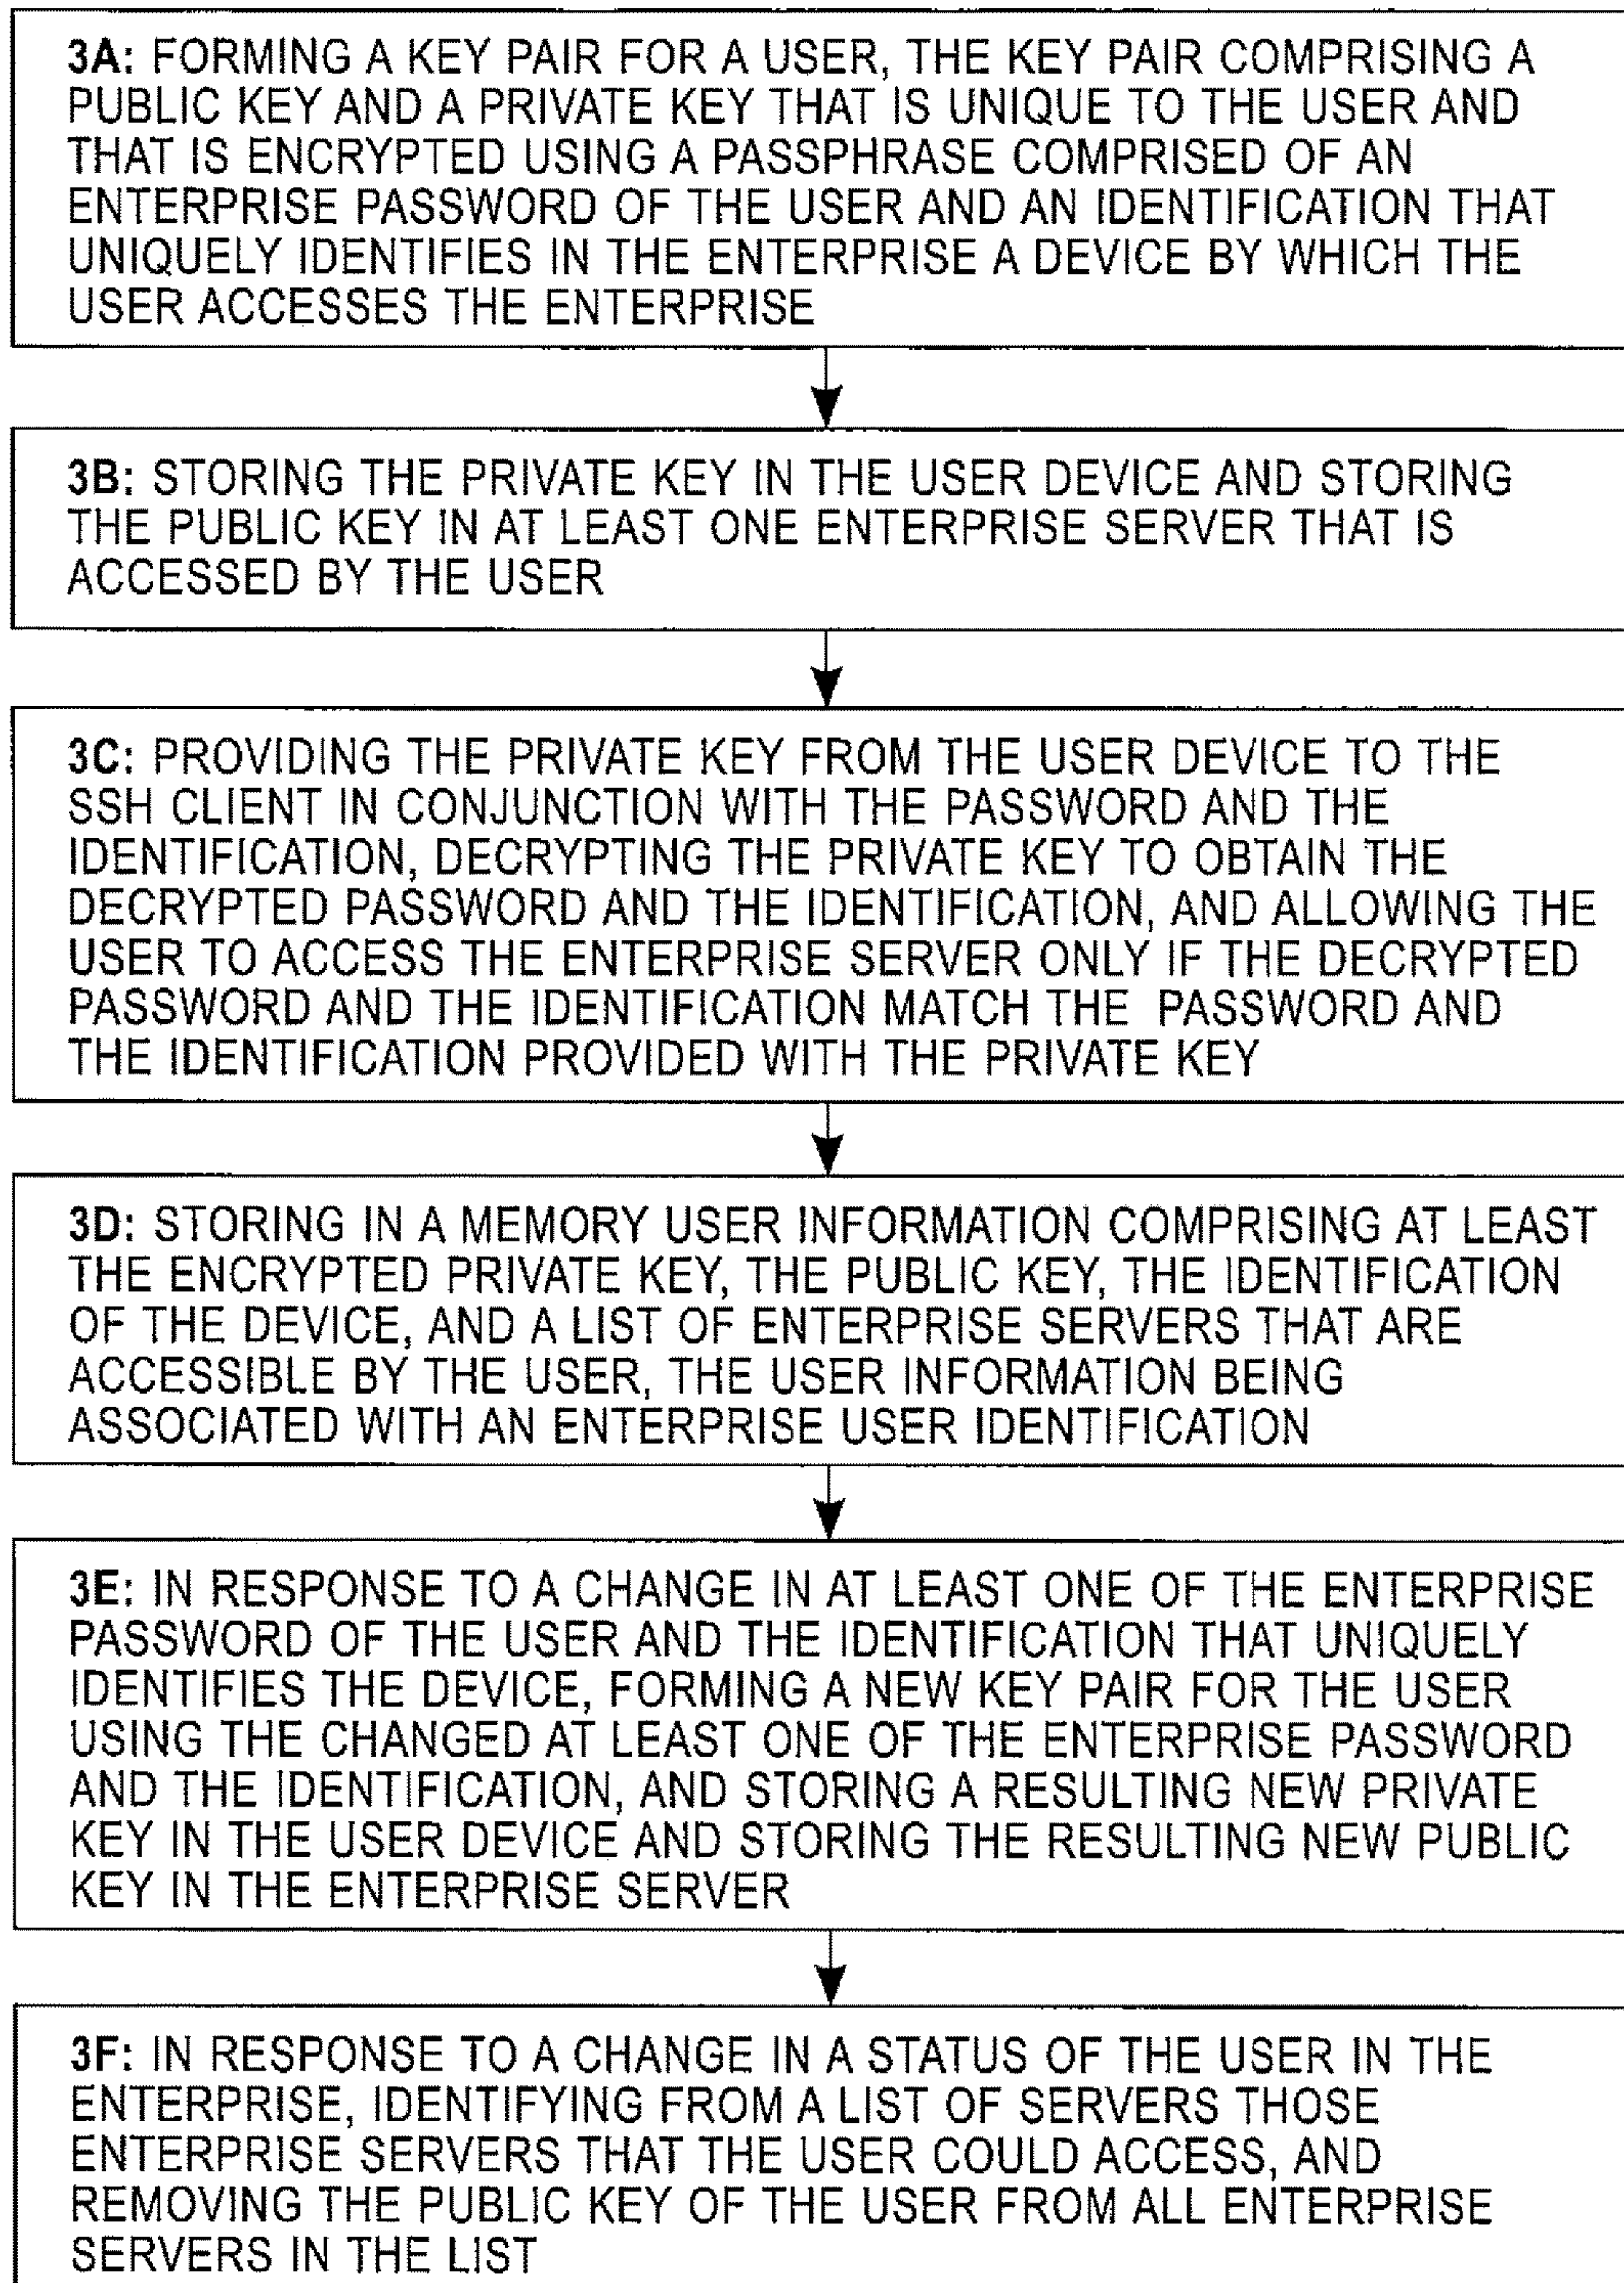 3A: FORMING A KEY PAIR FOR A USER, THE KEY PAIR COMPRISING A
PUBLIC KEY AND A PRIVATE KEY THAT IS UNIQUE TO THE USER AND
THAT IS ENCRYPTED USING A PASSPHRASE COMPRISED OF AN
ENTERPRISE PASSWORD OF THE USER AND AN IDENTIFICATION THAT
UNIQUELY IDENTIFIES IN THE ENTERPRISE A DEVICE BY WHICH THE
USER ACCESSES THE ENTERPRISE
3B: STORING THE PRIVATE KEY IN THE USER DEVICE AND STORING
THE PUBLIC KEY IN AT LEAST ONE ENTERPRISE SERVER THAT IS
ACCESSED BY THE USER
3C: PROVIDING THE PRIVATE KEY FROM THE USER DEVICE TO THE
SSH CLIENT IN CONJUNCTION WITH THE PASSWORD AND THE
IDENTIFICATION, DECRYPTING THE PRIVATE KEY TO OBTAIN THE
DECRYPTED PASSWORD AND THE IDENTIFICATION, AND ALLOWING THE
USER TO ACCESS THE ENTERPRISE SERVER ONLY IF THE DECRYPTED
PASSWORD AND THE IDENTIFICATION MATCH THE PASSWORD AND
THE IDENTIFICATION PROVIDED WITH THE PRIVATE KEY
3D: STORING IN A MEMORY USER INFORMATION COMPRISING AT LEAST
THE ENCRYPTED PRIVATE KEY, THE PUBLIC KEY, THE IDENTIFICATION
OF THE DEVICE, AND A LIST OF ENTERPRISE SERVERS THAT ARE
ACCESSIBLE BY THE USER, THE USER INFORMATION BEING
ASSOCIATED WITH AN ENTERPRISE USER IDENTIFICATION
3E: IN RESPONSE TO A CHANGE IN AT LEAST ONE OF THE ENTERPRISE
PASSWORD OF THE USER AND THE IDENTIFICATION THAT UNIQUELY
IDENTIFIES THE DEVICE, FORMING A NEW KEY PAIR FOR THE USER
USING THE CHANGED AT LEAST ONE OF THE ENTERPRISE PASSWORD
AND THE IDENTIFICATION, AND STORING A RESULTING NEW PRIVATE
KEY IN THE USER DEVICE AND STORING THE RESULTING NEW PUBLIC
KEY IN THE ENTERPRISE SERVER
3F: IN RESPONSE TO A CHANGE IN A STATUS OF THE USER IN THE
ENTERPRISE, IDENTIFYING FROM A LIST OF SERVERS THOSE
ENTERPRISE SERVERS THAT THE USER COULD ACCESS, AND
REMOVING THE PUBLIC KEY OF THE USER FROM ALL ENTERPRISE
SERVERS IN THE LIST